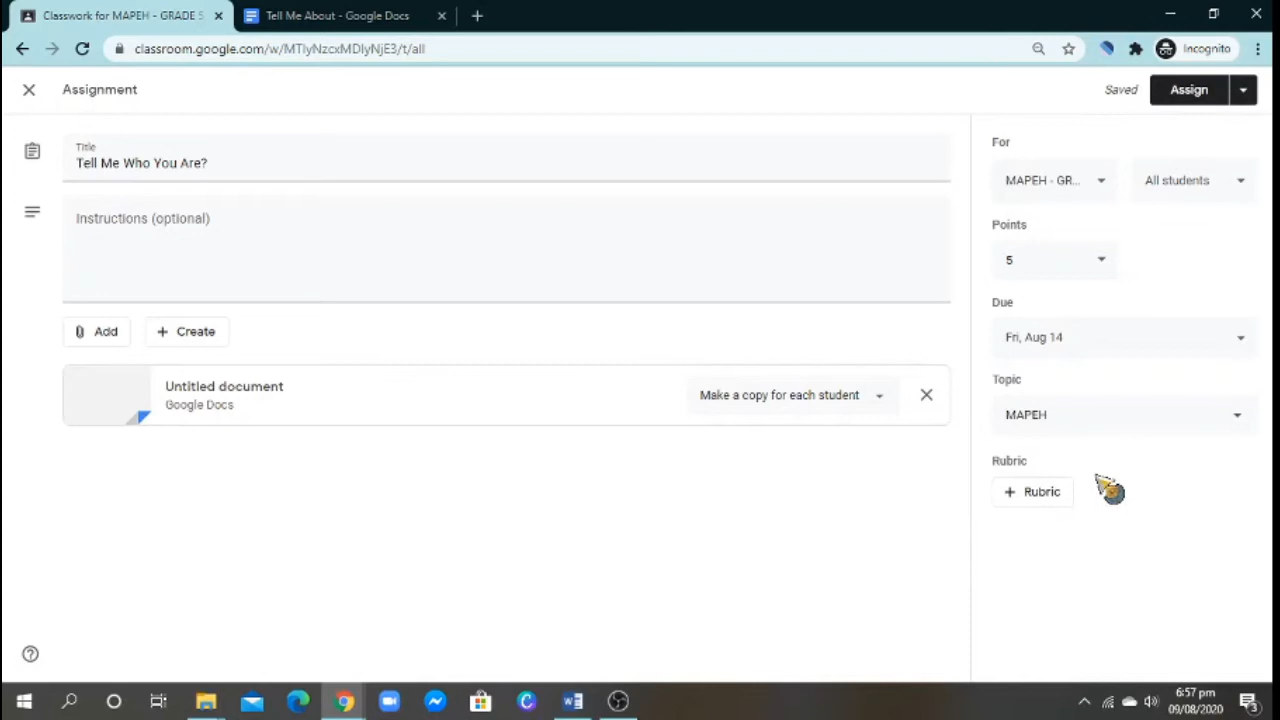 Classwork for MAPEH - GRADE 5
Tell Me About - Google Docs
classroom.google.com/w/MTIyNzcxMDIyNjE3/t/all
Incognito
Assignment
Saved
Assign
Title
Tell Me Who You Are?
Instructions (optional)
Add
Create
Untitled document
Google Docs
Make a copy for each student
For
MAPEH - GR...
All students
Points
5
Due
Fri, Aug 14
Topic
MAPEH
Rubric
Rubric
6:57 pm
09/08/2020
3